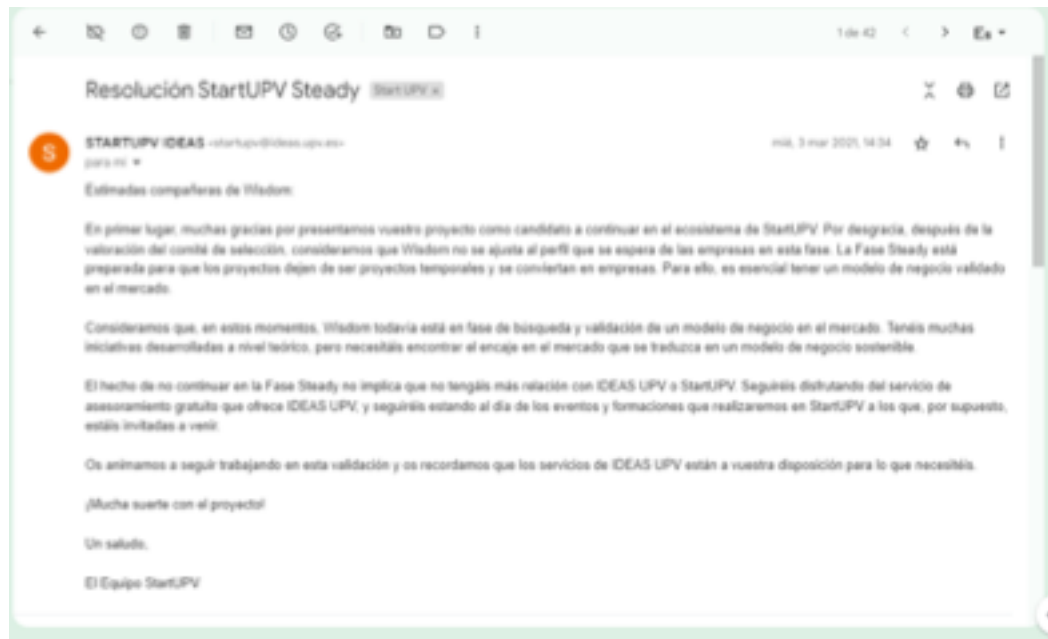 1 de 42
Es
Resolución StartUPV Steady
Start UPV x
S
STARTUPV IDEAS <startupv@ideas.upv.es>
mié, 3 mar 2021, 14:34
para mí
Estimadas compañeras de Wisdom:
En primer lugar, muchas gracias por presentarnos vuestro proyecto como candidato a continuar en el ecosistema de StartUPV. Por desgracia, después de la
valoración del comité de selección, consideramos que Wisdom no se ajusta al perfil que se espera de las empresas en esta fase. La Fase Steady está
preparada para que los proyectos dejen de ser proyectos temporales y se conviertan en empresas. Para ello, es esencial tener un modelo de negocio validado
en el mercado.
Consideramos que, en estos momentos, Wisdom todavía está en fase de búsqueda y validación de un modelo de negocio en el mercado. Tenéis muchas
iniciativas desarrolladas a nivel teórico, pero necesitáis encontrar el encaje en el mercado que se traduzca en un modelo de negocio sostenible.
El hecho de no continuar en la Fase Steady no implica que no tengáis más relación con IDEAS UPV o StartUPV. Seguiréis disfrutando del servicio de
asesoramiento gratuito que ofrece IDEAS UPV, y seguiréis estando al día de los eventos y formaciones que realizaremos en StartUPV a los que, por supuesto,
estáis invitadas a venir.
Os animamos a seguir trabajando en esta validación y os recordamos que los servicios de IDEAS UPV están a vuestra disposición para lo que necesitéis.
¡Mucha suerte con el proyecto!
Un saludo,
El Equipo StartUPV